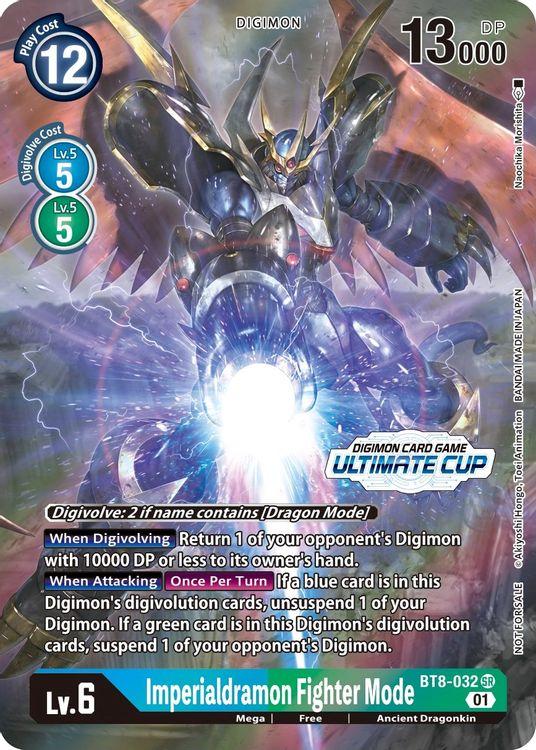 Play Cost
12
DIGIMON
DP
13000
Digivolve Cost
Lv.5
5
Lv.5
5
Naochika Morishita
DIGIMON CARD GAME
ULTIMATE CUP
Digivolve: 2 if name contains [Dragon Mode]
When Digivolving Return 1 of your opponent's Digimon
with 10000 DP or less to its owner's hand.
When Attacking Once Per Turn If a blue card is in this
Digimon's digivolution cards, unsuspend 1 of your
Digimon. If a green card is in this Digimon's digivolution
cards, suspend 1 of your opponent's Digimon.
NOT FOR SALE ©Akiyoshi Hongo, Toei Animation BANDAI MADE IN JAPAN
Lv.6
Imperialdramon Fighter Mode
BT8-032 SR
01
Mega | Free | Ancient Dragonkin